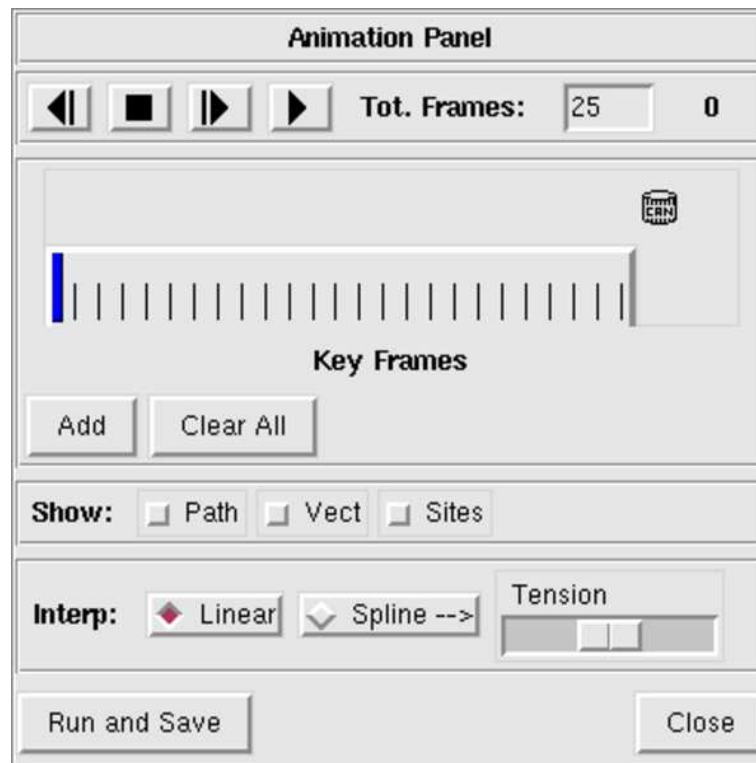 Animation Panel
Tot. Frames: 25 0
CAN
Key Frames
Add Clear All
Show: Path Vect Sites
Tension
Interp: Linear Spline -->
Run and Save Close